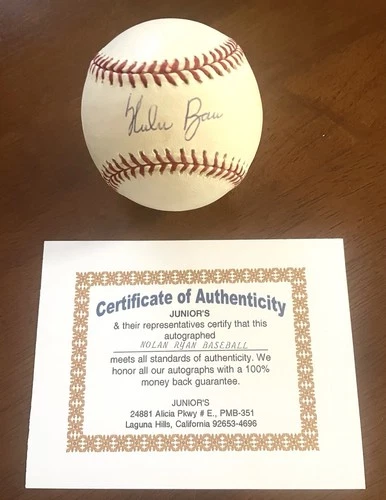 Nolan Ryan
Certificate of Authenticity
JUNIOR'S
& their representatives certify that this
autographed
NOLAN RYAN BASEBALL
meets all standards of authenticity. We
honor all our autographs with a 100%
money back guarantee.
JUNIOR'S
24881 Alicia Pkwy # E., PMB-351
Laguna Hills, California 92653-4696